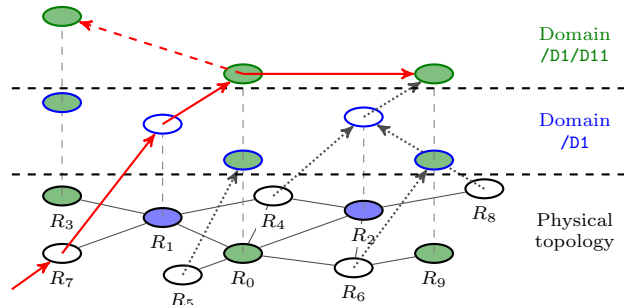 Domain
/D1/D11
Domain
/D1
R3
R4
R8
R1
R2
Physical
topology
R7
R5
R0
R6
R9